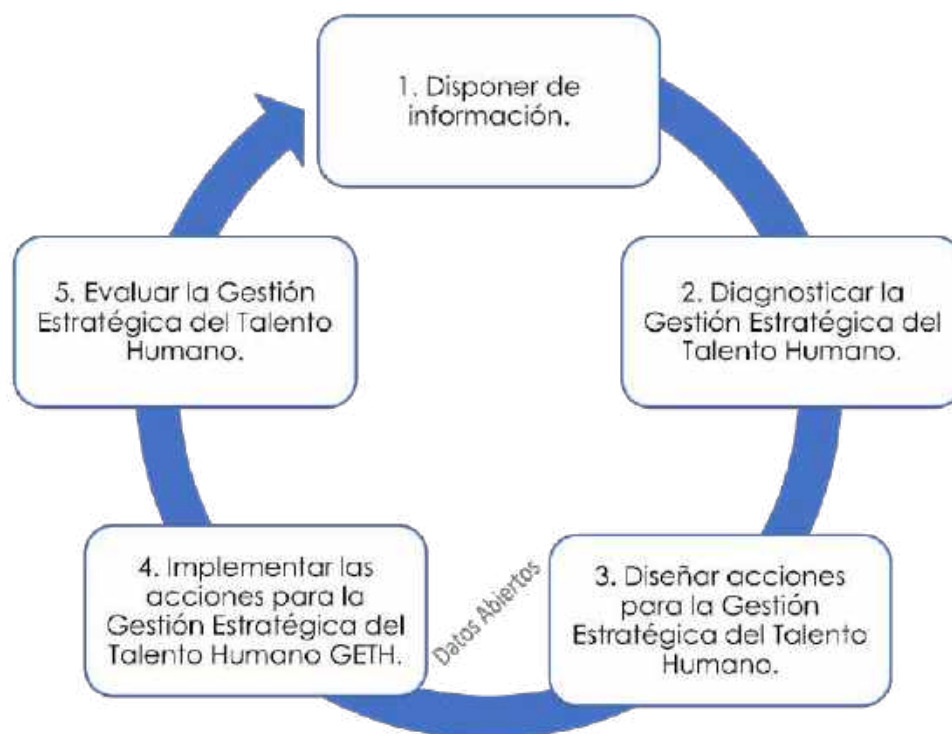 1. Disponer de
información.
2. Diagnosticar la
Gestión Estratégica del
Talento Humano.
3. Diseñar acciones
para la Gestión
Estratégica del Talento
Humano.
4. Implementar las
acciones para la
Gestión Estratégica del
Talento Humano GETH.
5. Evaluar la Gestión
Estratégica del Talento
Humano.
Datos Abiertos